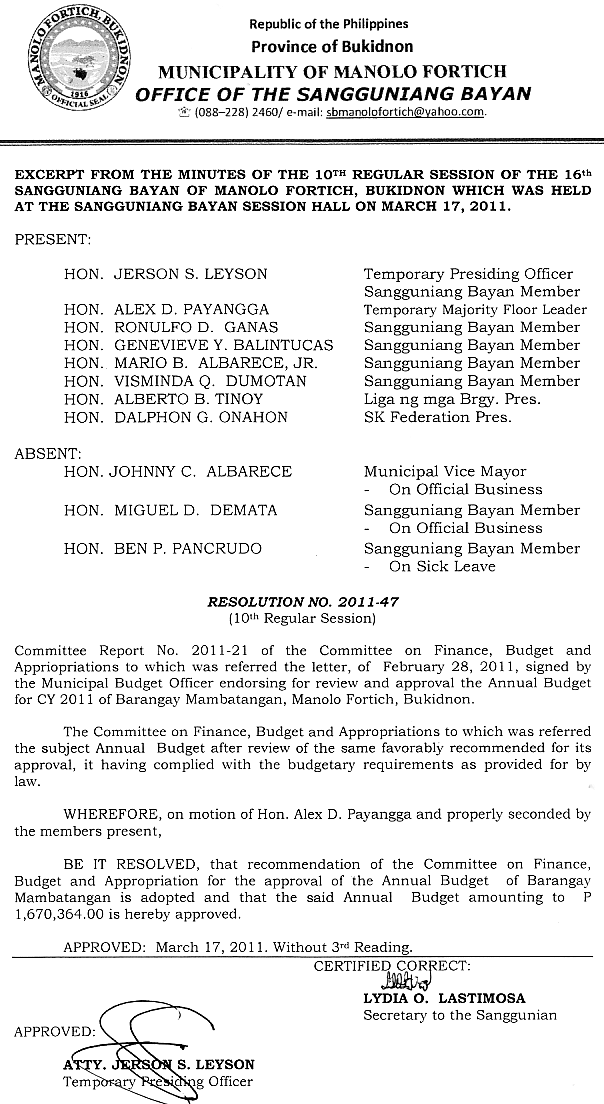 MANOLO FORTICH, BUKIDNON
1916
OFFICIAL SEAL
Republic of the Philippines
Province of Bukidnon
MUNICIPALITY OF MANOLO FORTICH
OFFICE OF THE SANGGUNIANG BAYAN
☏ (088–228) 2460/ e-mail: sbmanolofortich@yahoo.com.
EXCERPT FROM THE MINUTES OF THE 10TH REGULAR SESSION OF THE 16th
SANGGUNIANG BAYAN OF MANOLO FORTICH, BUKIDNON WHICH WAS HELD
AT THE SANGGUNIANG BAYAN SESSION HALL ON MARCH 17, 2011.
PRESENT:
HON. JERSON S. LEYSON Temporary Presiding Officer
Sangguniang Bayan Member
HON. ALEX D. PAYANGGA Temporary Majority Floor Leader
HON. RONULFO D. GANAS Sangguniang Bayan Member
HON. GENEVIEVE Y. BALINTUCAS Sangguniang Bayan Member
HON. MARIO B. ALBARECE, JR. Sangguniang Bayan Member
HON. VISMINDA Q. DUMOTAN Sangguniang Bayan Member
HON. ALBERTO B. TINOY Liga ng mga Brgy. Pres.
HON. DALPHON G. ONAHON SK Federation Pres.
ABSENT:
HON. JOHNNY C. ALBARECE Municipal Vice Mayor
- On Official Business
HON. MIGUEL D. DEMATA Sangguniang Bayan Member
- On Official Business
HON. BEN P. PANCRUDO Sangguniang Bayan Member
- On Sick Leave
RESOLUTION NO. 2011-47
(10th Regular Session)
Committee Report No. 2011-21 of the Committee on Finance, Budget and
Appriopriations to which was referred the letter, of February 28, 2011, signed by
the Municipal Budget Officer endorsing for review and approval the Annual Budget
for CY 2011 of Barangay Mambatangan, Manolo Fortich, Bukidnon.
The Committee on Finance, Budget and Appropriations to which was referred
the subject Annual Budget after review of the same favorably recommended for its
approval, it having complied with the budgetary requirements as provided for by
law.
WHEREFORE, on motion of Hon. Alex D. Payangga and properly seconded by
the members present,
BE IT RESOLVED, that recommendation of the Committee on Finance,
Budget and Appropriation for the approval of the Annual Budget of Barangay
Mambatangan is adopted and that the said Annual Budget amounting to P
1,670,364.00 is hereby approved.
APPROVED: March 17, 2011. Without 3rd Reading.
CERTIFIED CORRECT:
LYDIA O. LASTIMOSA
Secretary to the Sanggunian
APPROVED:
ATTY. JERSON S. LEYSON
Temporary Presiding Officer